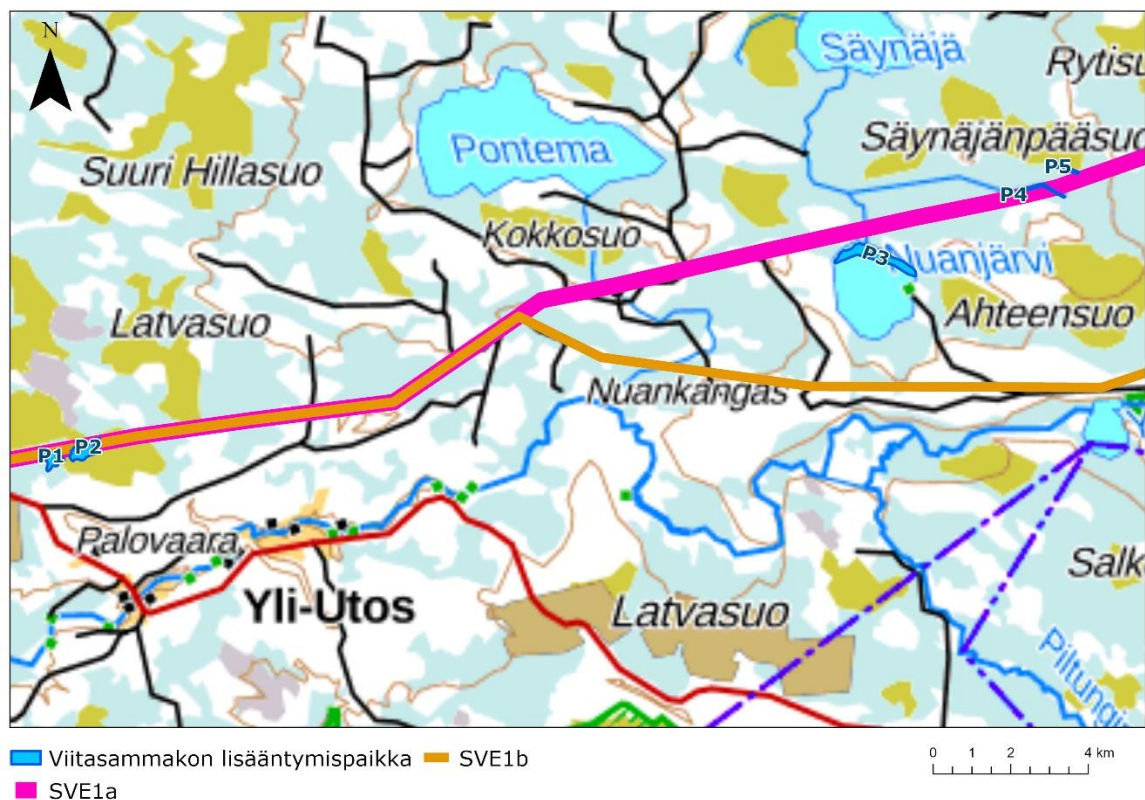 N
Säynäjä
Rytisu
Pontema
Säynäjänpääsuo
Suuri Hillasuo
P5
P4
Kokkosuo
P3
Nuanjärvi
Latvasuo
Ahteensuo
Nuankangas
P1
P2
Palovaara
Yli-Utos
Latvasuo
Salk
Piltungin
Viitasammakon lisääntymispaikka
SVE1b
SVE1a
0 1 2 4 km